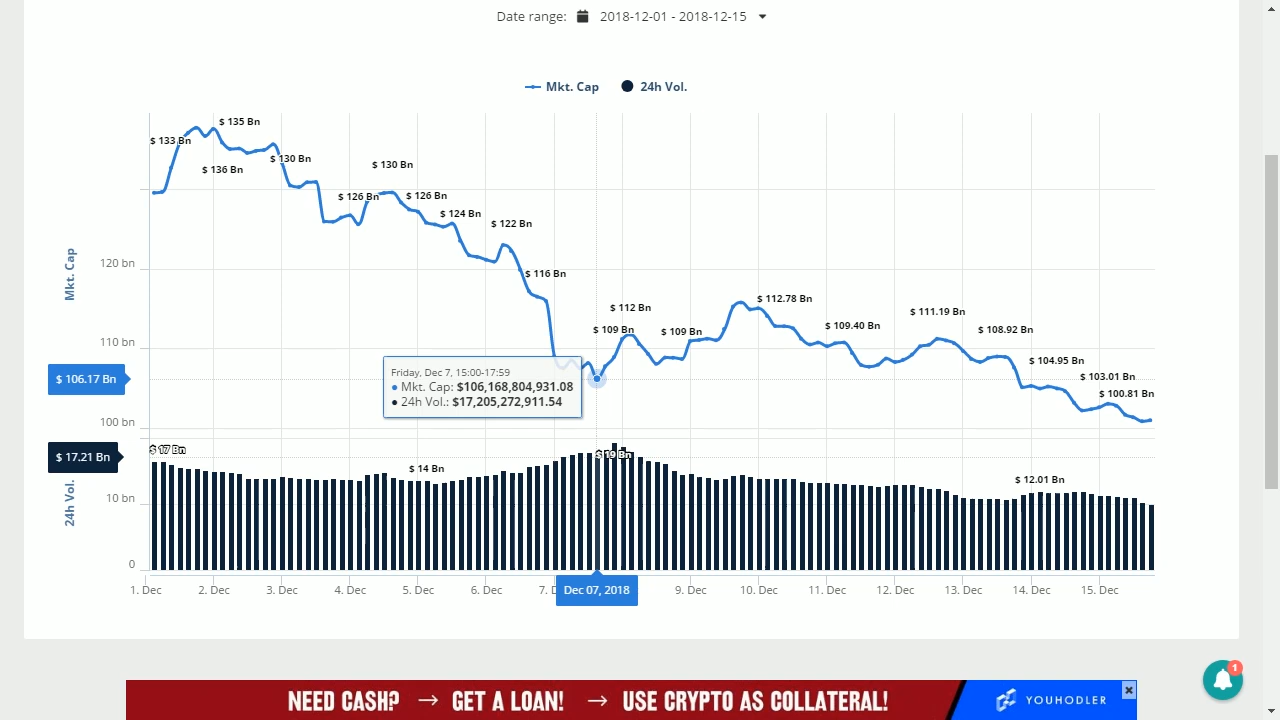 Date range: 2018-12-01 - 2018-12-15
Mkt. Cap 24h Vol.
$ 135 Bn
$ 133 Bn
$ 130 Bn
$ 130 Bn
$ 136 Bn
$ 126 Bn
$ 126 Bn
$ 124 Bn
$ 122 Bn
Mkt. Cap
120 bn
$ 116 Bn
$ 112.78 Bn
$ 112 Bn
$ 111.19 Bn
$ 109 Bn
$ 109 Bn
$ 109.40 Bn
$ 108.92 Bn
110 bn
$ 104.95 Bn
Friday, Dec 7, 15:00-17:59
Mkt. Cap: $106,168,804,931.08
24h Vol.: $17,205,272,911.54
$ 106.17 Bn
$ 103.01 Bn
$ 100.81 Bn
100 bn
$ 17 Bn
$ 17.21 Bn
$ 19 Bn
$ 14 Bn
$ 12.01 Bn
24h Vol.
10 bn
0
1. Dec 2. Dec 3. Dec 4. Dec 5. Dec 6. Dec 7. Dec 07, 2018 9. Dec 10. Dec 11. Dec 12. Dec 13. Dec 14. Dec 15. Dec
1
NEED CASH? → GET A LOAN! → USE CRYPTO AS COLLATERAL! YOUHODLER